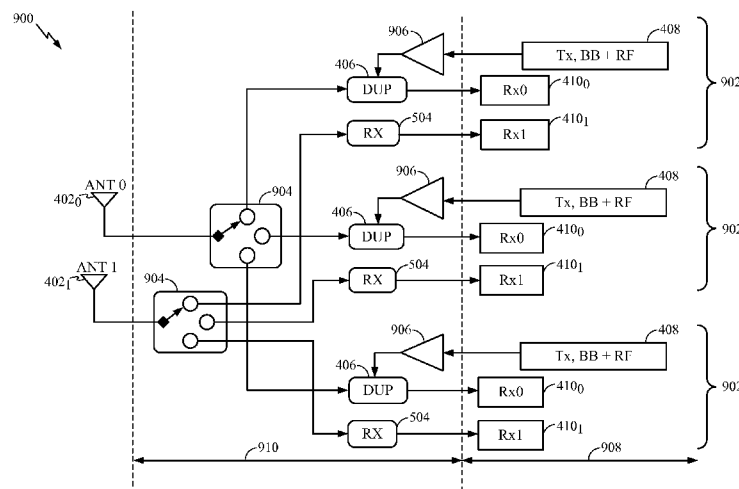 900
906
408
Tx, BB + RF
902
406
DUP
410₀
Rx0
504
RX
410₁
Rx1
906
408
Tx, BB + RF
902
ANT 0
402₀
904
406
DUP
410₀
Rx0
504
RX
410₁
Rx1
ANT 1
402₁
904
906
408
Tx, BB + RF
902
406
DUP
410₀
Rx0
504
RX
410₁
Rx1
910
908